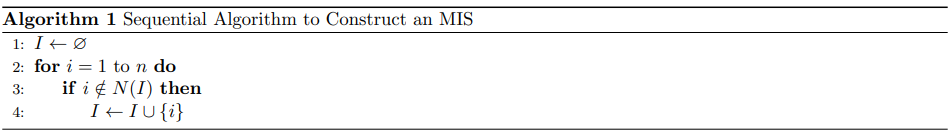 Algorithm 1 Sequential Algorithm to Construct an MIS
1: I ← ∅
2: for i = 1 to n do
3: if i ∉ N(I) then
4: I ← I ∪ {i}